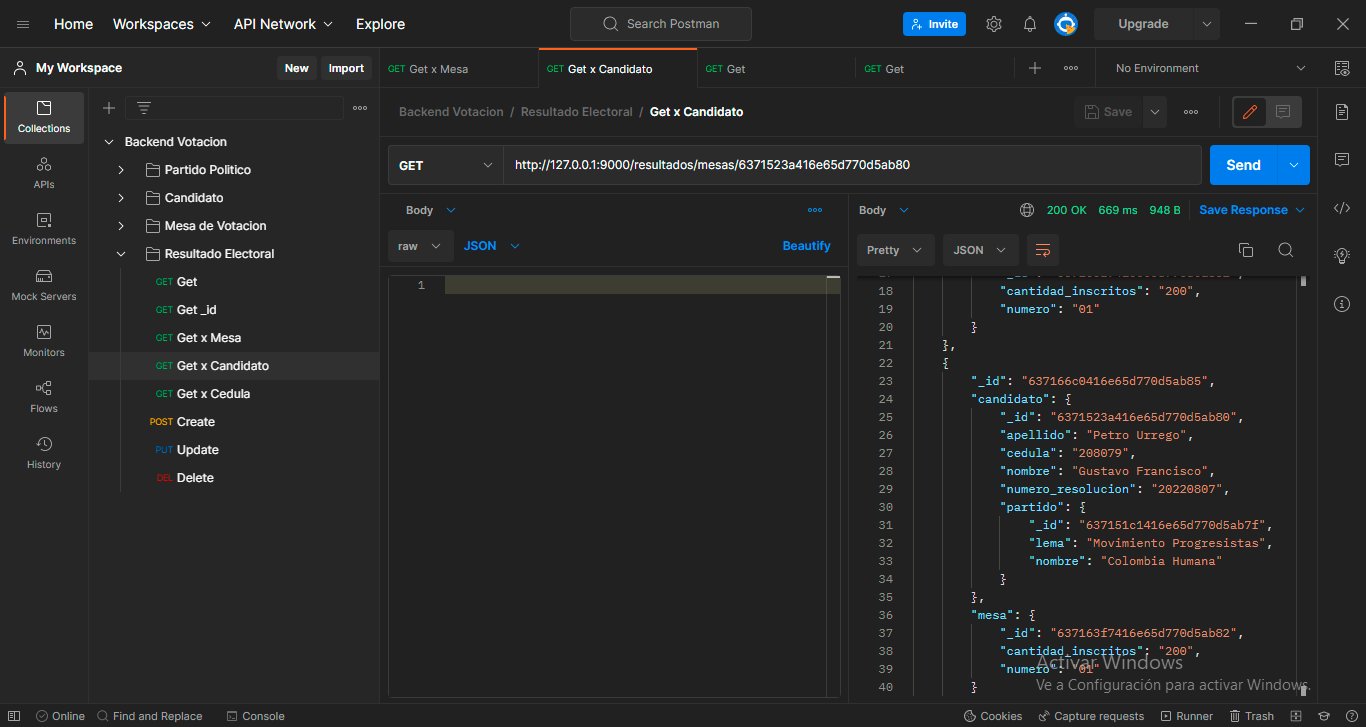 Home Workspaces API Network Explore Search Postman Invite Upgrade
My Workspace New Import GET Get x Mesa GET Get x Candidato GET Get GET Get No Environment
Collections
APIs
Environments
Mock Servers
Monitors
Flows
History
Backend Votacion
Partido Politico
Candidato
Mesa de Votacion
Resultado Electoral
GET Get
GET Get _id
GET Get x Mesa
GET Get x Candidato
GET Get x Cedula
POST Create
PUT Update
DEL Delete
Backend Votacion / Resultado Electoral / Get x Candidato Save
GET http://127.0.0.1:9000/resultados/mesas/6371523a416e65d770d5ab80 Send
Body
raw JSON Beautify
1
Body 200 OK 669 ms 948 B Save Response
Pretty JSON
18 "cantidad_inscritos": "200",
19 "numero": "01"
20 }
21 },
22 {
23 "_id": "637166c0416e65d770d5ab85",
24 "candidato": {
25 "_id": "6371523a416e65d770d5ab80",
26 "apellido": "Petro Urrego",
27 "cedula": "208079",
28 "nombre": "Gustavo Francisco",
29 "numero_resolucion": "20220807",
30 "partido": {
31 "_id": "637151c1416e65d770d5ab7f",
32 "lema": "Movimiento Progresistas",
33 "nombre": "Colombia Humana"
34 }
35 },
36 "mesa": {
37 "_id": "637163f7416e65d770d5ab82",
38 "cantidad_inscritos": "200",
39 "numero": "01"
40 }
Activar Windows
Ve a Configuración para activar Windows.
Online Find and Replace Console Cookies Capture requests Runner Trash